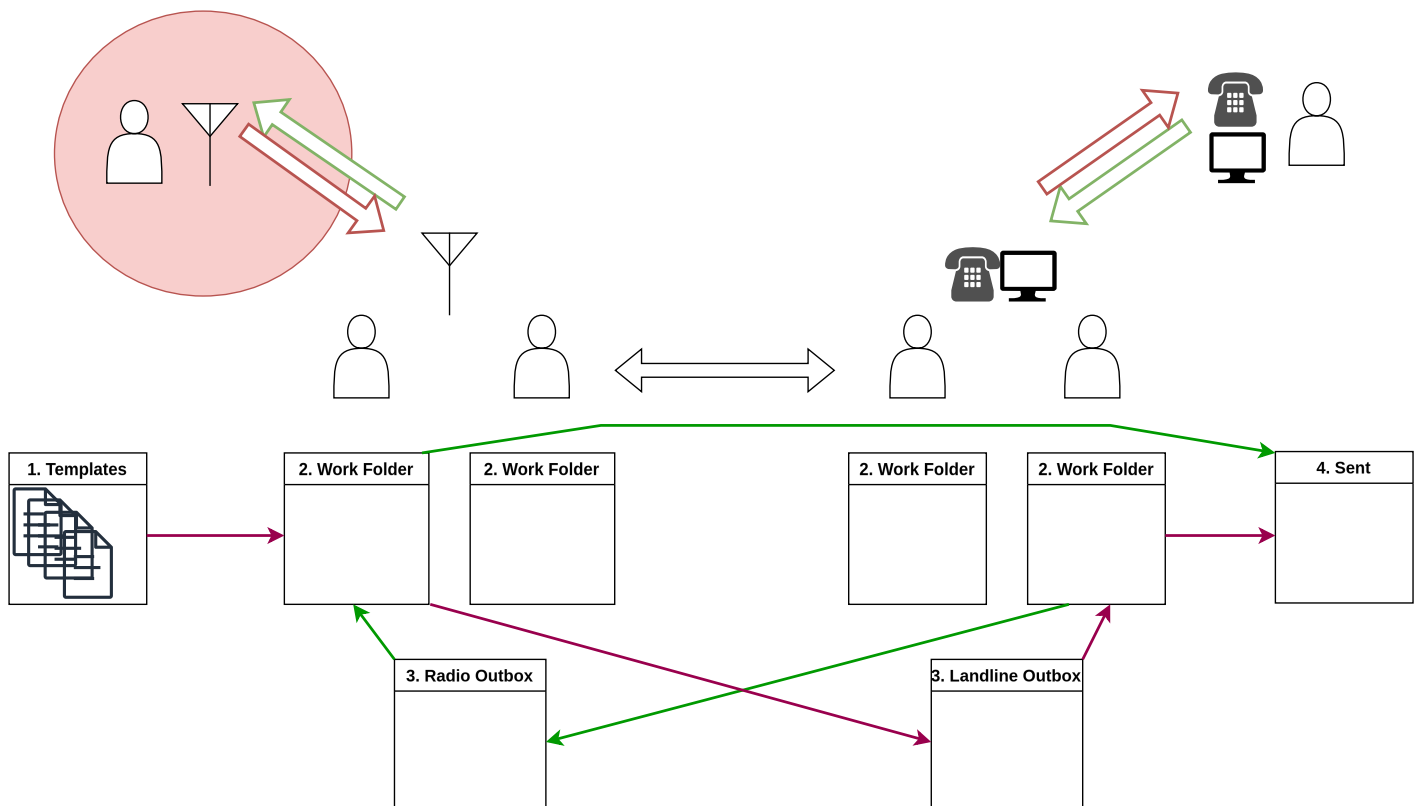 1. Templates
2. Work Folder
2. Work Folder
2. Work Folder
2. Work Folder
4. Sent
3. Radio Outbox
3. Landline Outbox